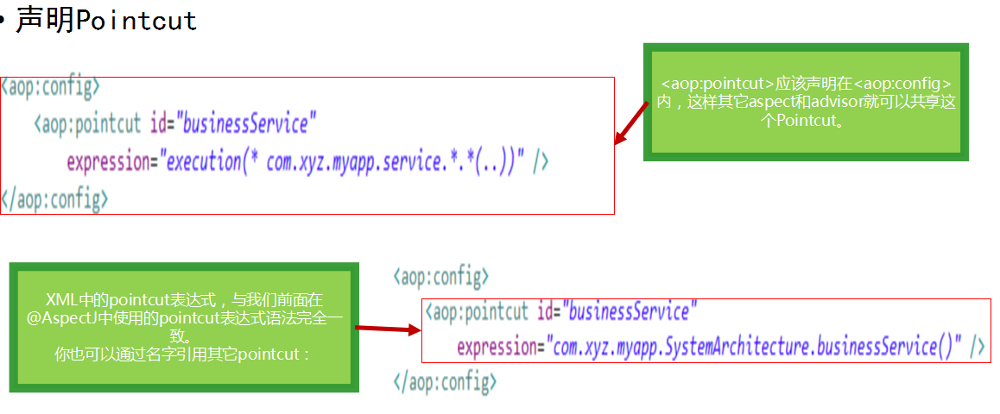 • 声明Pointcut
<aop:config>
<aop:pointcut id="businessService"
expression="execution(* com.xyz.myapp.service.*.*(..))" />
</aop:config>
<aop:pointcut>应该声明在<aop:config>
内，这样其它aspect和advisor就可以共享这
个Pointcut。
XML中的pointcut表达式，与我们前面在
@AspectJ中使用的pointcut表达式语法完全一
致。
你也可以通过名字引用其它pointcut：
<aop:config>
<aop:pointcut id="businessService"
expression="com.xyz.myapp.SystemArchitecture.businessService()" />
</aop:config>